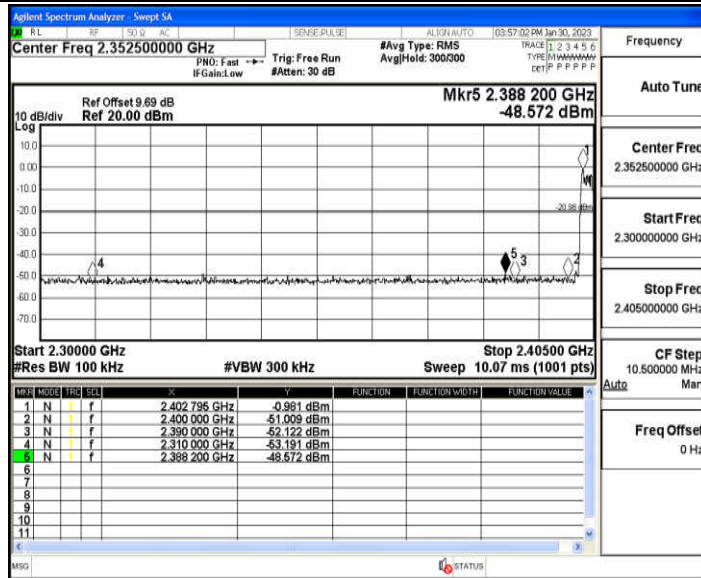 Agilent Spectrum Analyzer - Swept SA
RL RF 50 Ω AC SENSE:PULSE ALIGN AUTO 03:57:02 PM Jan 30, 2023
Center Freq 2.352500000 GHz
PNO: Fast
IFGain:Low
Trig: Free Run
#Atten: 30 dB
#Avg Type: RMS
Avg|Hold: 300/300
TRACE 1 2 3 4 5 6
TYPE MWWWWW
DET P P P P P P
Ref Offset 9.69 dB
Ref 20.00 dBm
10 dB/div
Log
Mkr5 2.388 200 GHz
-48.572 dBm
10.0
0.00
-10.0
-20.0
-30.0
-40.0
-50.0
-60.0
-70.0
-20.98 dBm
1
4
5
3
2
Start 2.30000 GHz
Stop 2.40500 GHz
#Res BW 100 kHz #VBW 300 kHz Sweep 10.07 ms (1001 pts)
MKR MODE TRC SCL X Y FUNCTION FUNCTION WIDTH FUNCTION VALUE
1 N 1 f 2.402 795 GHz -0.981 dBm
2 N 1 f 2.400 000 GHz -51.009 dBm
3 N 1 f 2.390 000 GHz -52.122 dBm
4 N 1 f 2.310 000 GHz -53.191 dBm
5 N 1 f 2.388 200 GHz -48.572 dBm
6
7
8
9
10
11
MSG STATUS
Frequency
Auto Tune
Center Freq
2.352500000 GHz
Start Freq
2.300000000 GHz
Stop Freq
2.405000000 GHz
CF Step
10.500000 MHz
Auto Man
Freq Offset
0 Hz